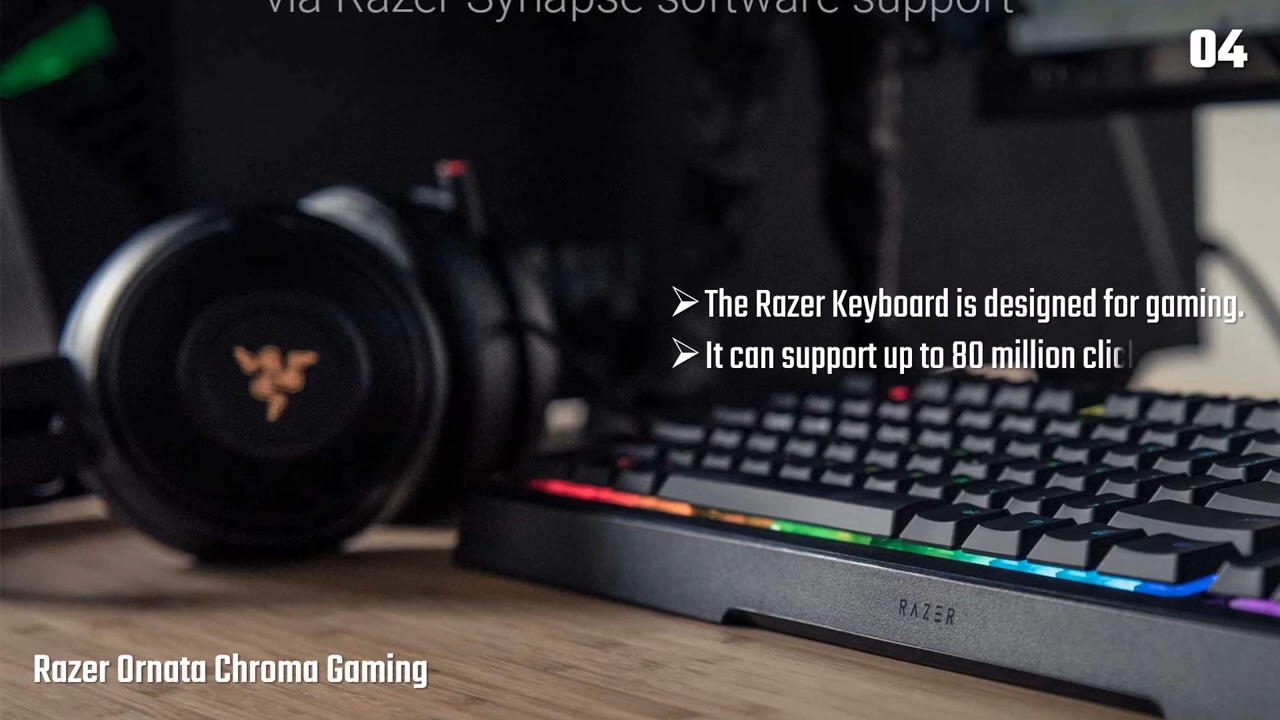 via Razer Synapse software support
04
The Razer Keyboard is designed for gaming.
It can support up to 80 million clic
RAZER
Razer Ornata Chroma Gaming